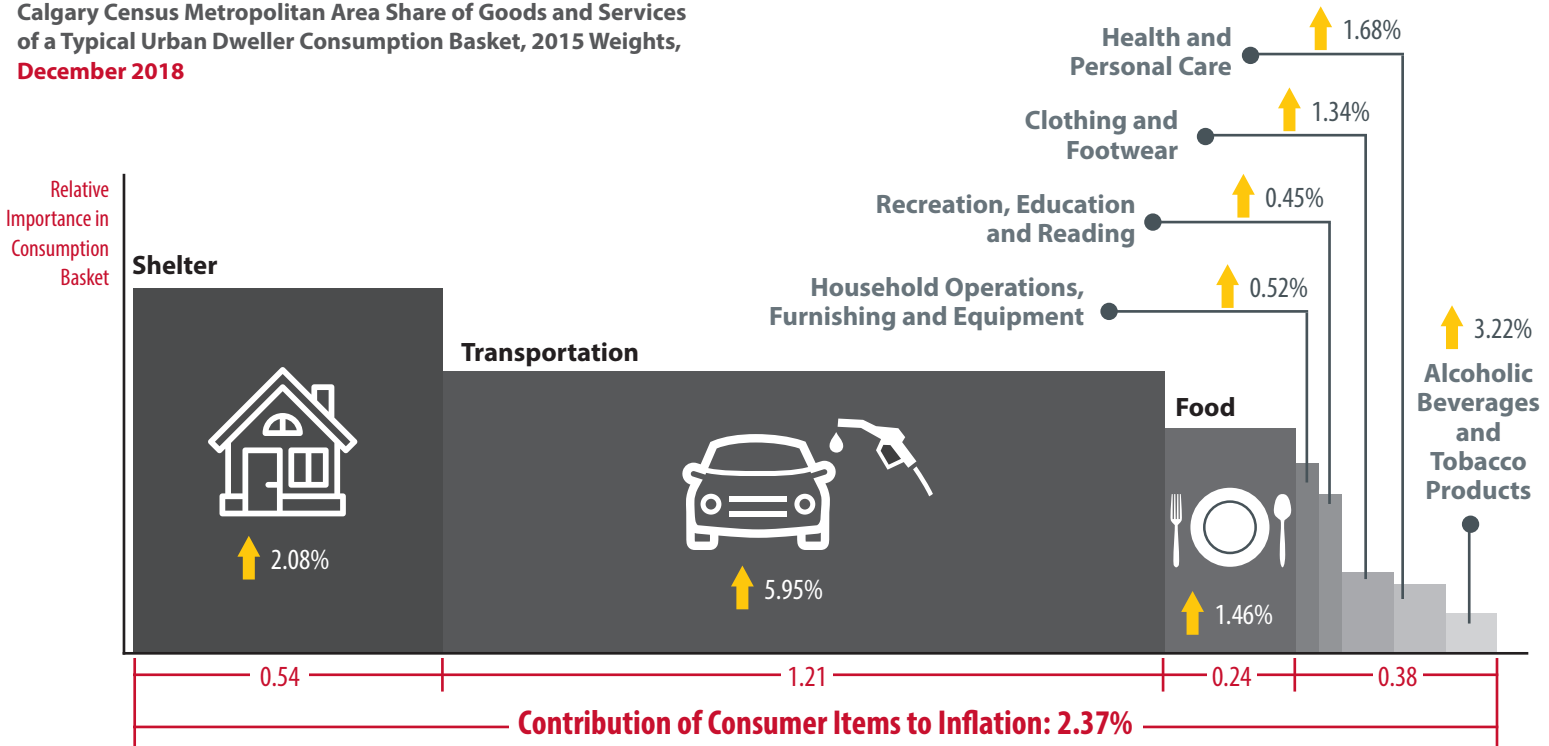 Calgary Census Metropolitan Area Share of Goods and Services
of a Typical Urban Dweller Consumption Basket, 2015 Weights,
December 2018
Relative
Importance in
Consumption
Basket
Health and
Personal Care
1.68%
Clothing and
Footwear
1.34%
Recreation, Education
and Reading
0.45%
Household Operations,
Furnishing and Equipment
0.52%
3.22%
Alcoholic
Beverages
and
Tobacco
Products
Shelter
2.08%
Transportation
5.95%
Food
1.46%
0.54
1.21
0.24
0.38
Contribution of Consumer Items to Inflation: 2.37%